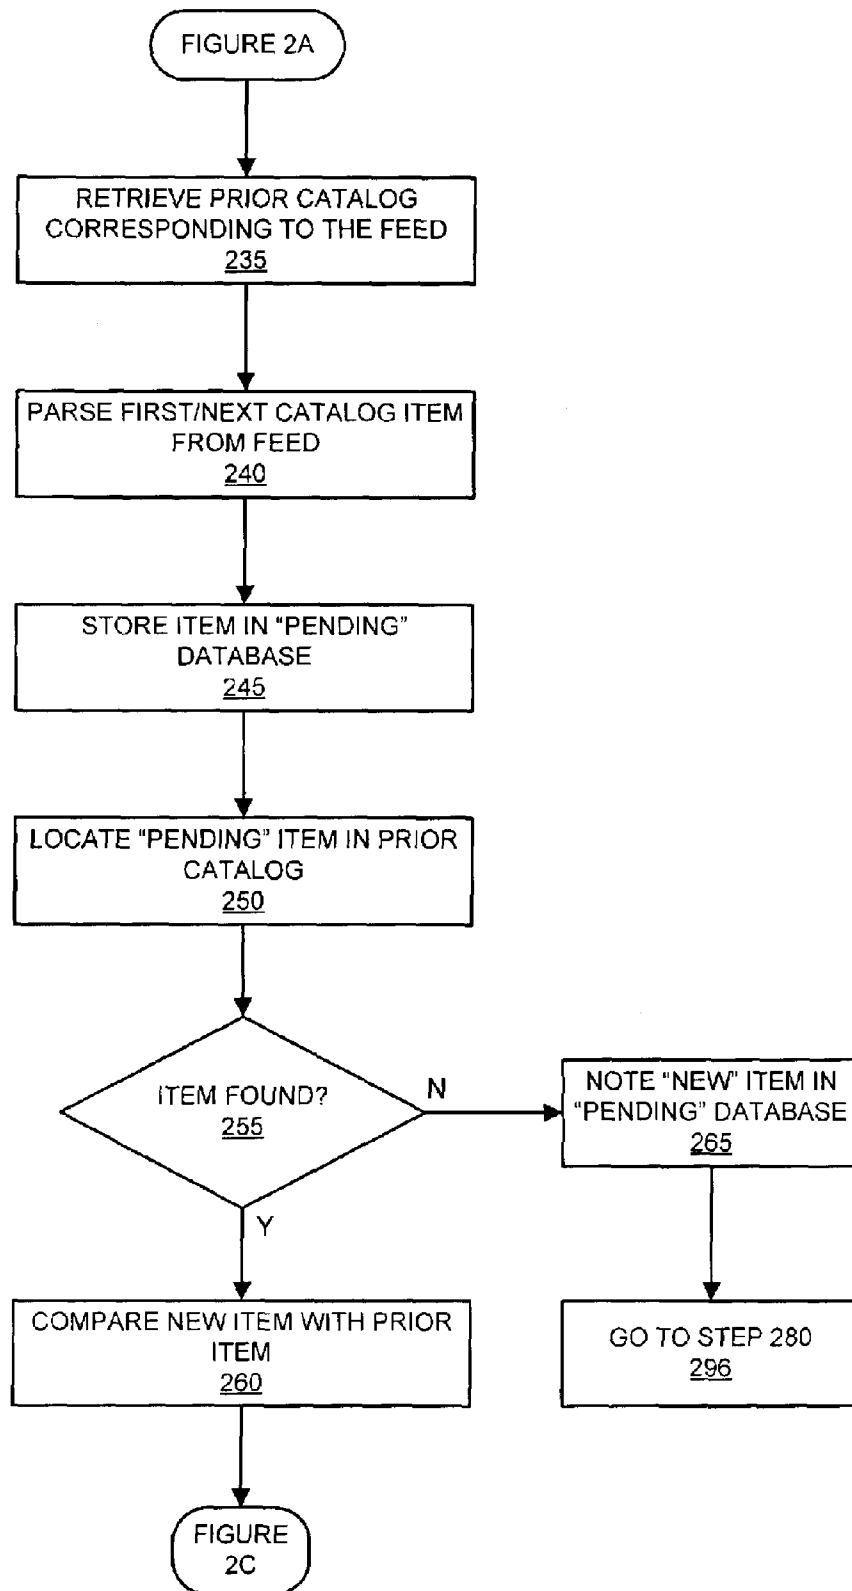 FIGURE 2A
RETRIEVE PRIOR CATALOG
CORRESPONDING TO THE FEED
235
PARSE FIRST/NEXT CATALOG ITEM
FROM FEED
240
STORE ITEM IN “PENDING”
DATABASE
245
LOCATE “PENDING” ITEM IN PRIOR
CATALOG
250
ITEM FOUND?
255
N
NOTE “NEW” ITEM IN
“PENDING” DATABASE
265
Y
COMPARE NEW ITEM WITH PRIOR
ITEM
260
GO TO STEP 280
296
FIGURE
2C